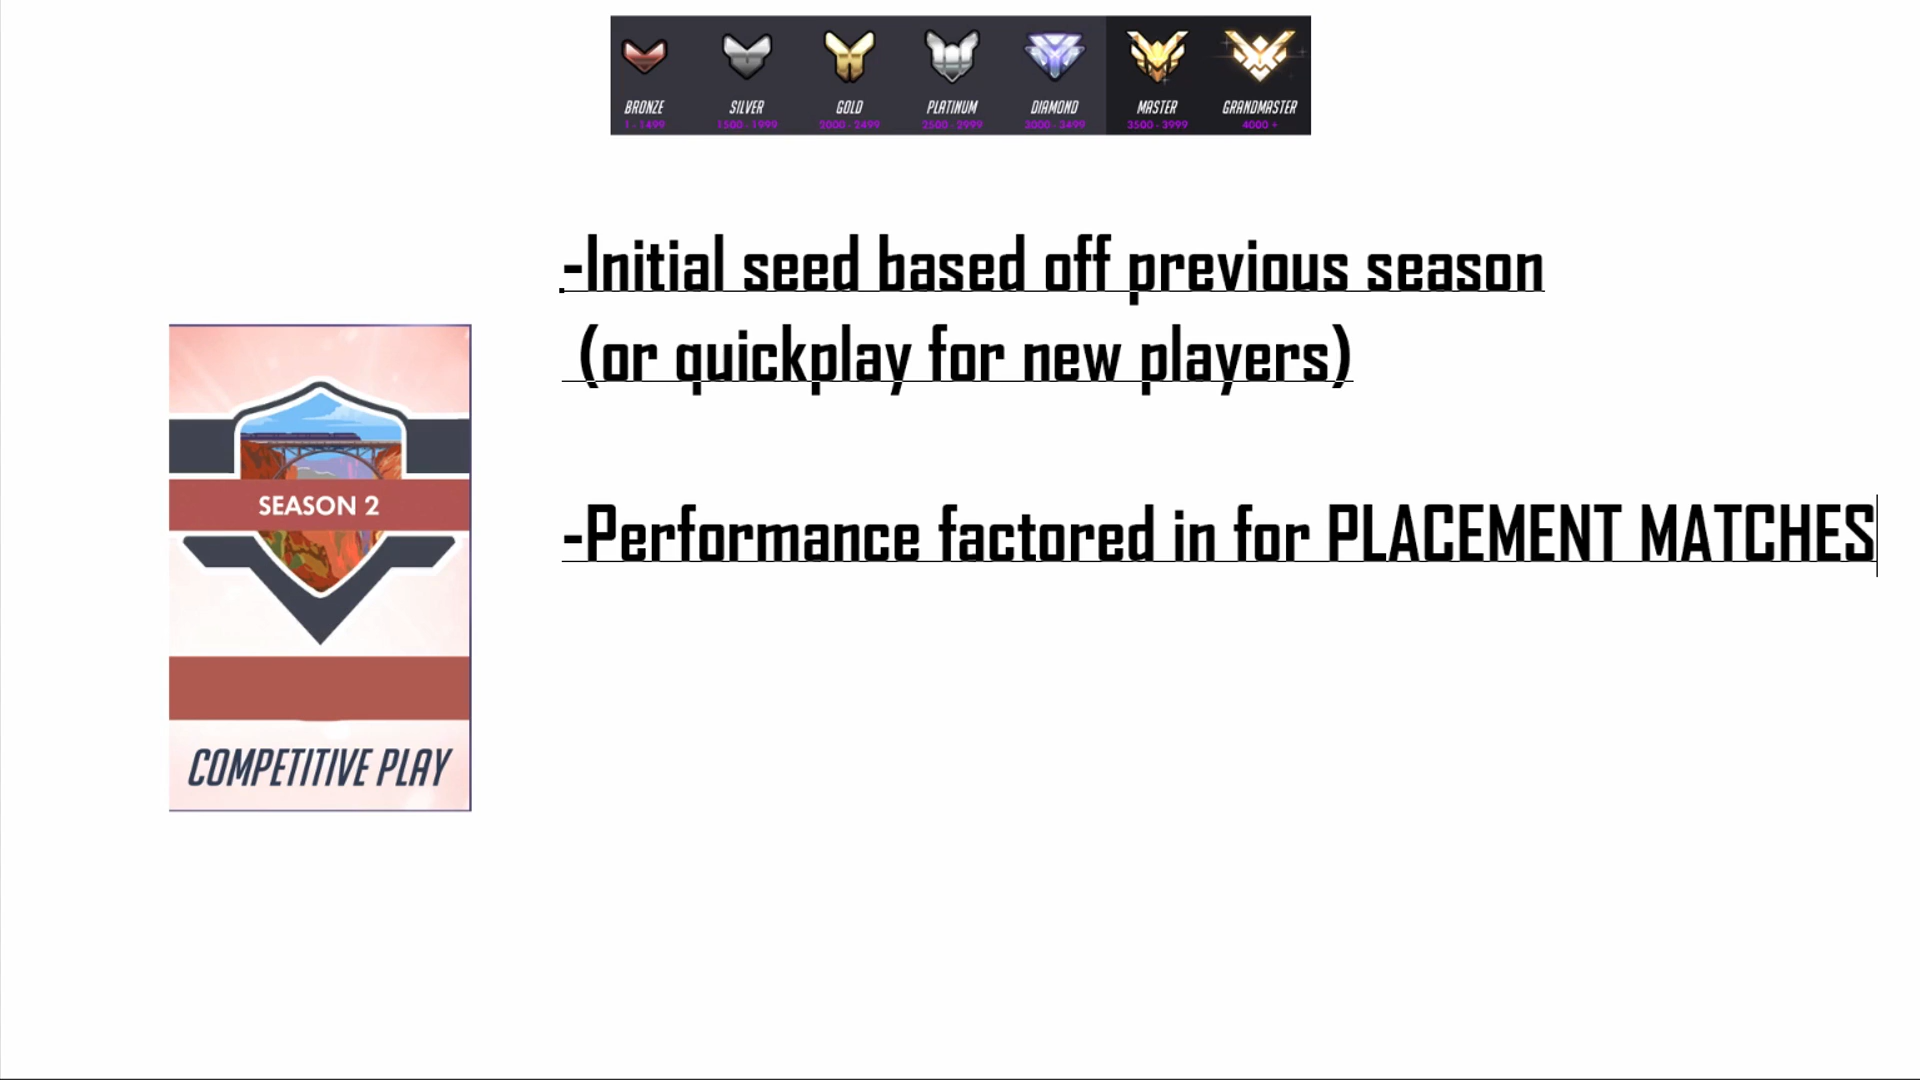 BRONZE SILVER GOLD PLATINUM DIAMOND MASTER GRANDMASTER
1 - 1499 1500 - 1999 2000 - 2499 2500 - 2999 3000 - 3499 3500 - 3999 4000 +
-Initial seed based off previous season
(or quickplay for new players)
-Performance factored in for PLACEMENT MATCHES
SEASON 2
COMPETITIVE PLAY